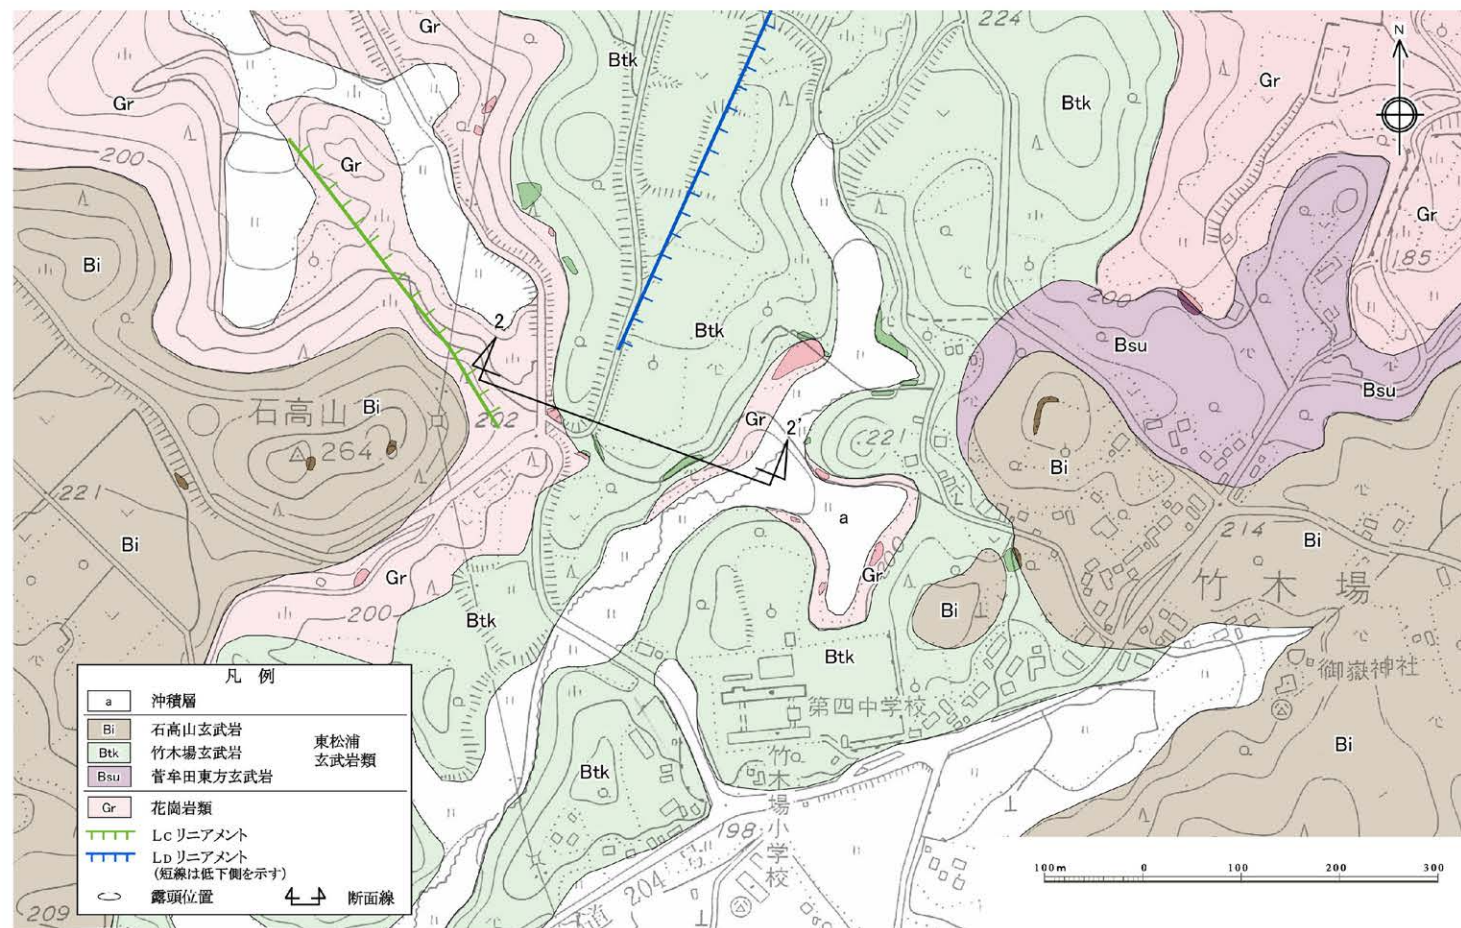 224
N
Gr
Btk
Gr
Btk
Gr
Gr
200
Gr
185
Bi
200
2
Btk
Bsu
Bsu
石高山
Bi
202
Gr
2'
221
264
Bi
221
a
214
Bi
Bi
竹木場
Gr
Gr
200
Bi
Btk
Btk
御嶽神社
第四中学校
Bi
竹木場小学校
Btk
198
道 204
209
凡 例
a 沖積層
Bi 石高山玄武岩
Btk 竹木場玄武岩
Bsu 菅牟田東方玄武岩
東松浦
玄武岩類
Gr 花崗岩類
LC リニアメント
LD リニアメント
(短線は低下側を示す)
露頭位置
断面線
100m 0 100 200 300